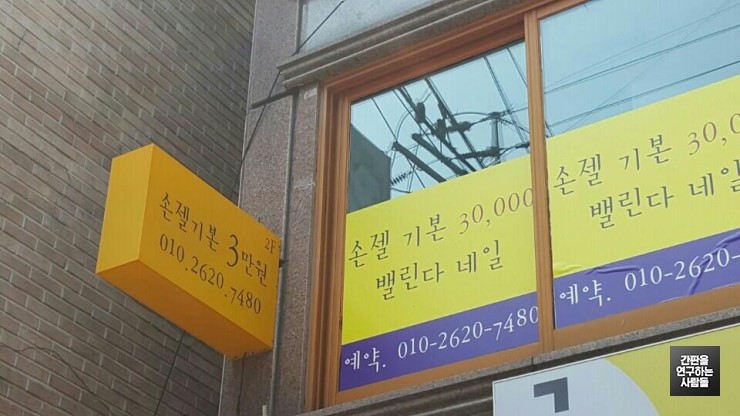 손젤기본 3만원 2F
010.2620.7480
손젤 기본 30,000
밸린다 네일
예약. 010-2620-7480
손젤 기본 30,00
밸린다 네일
예약. 010-2620-
간판을
연구하는
사람들